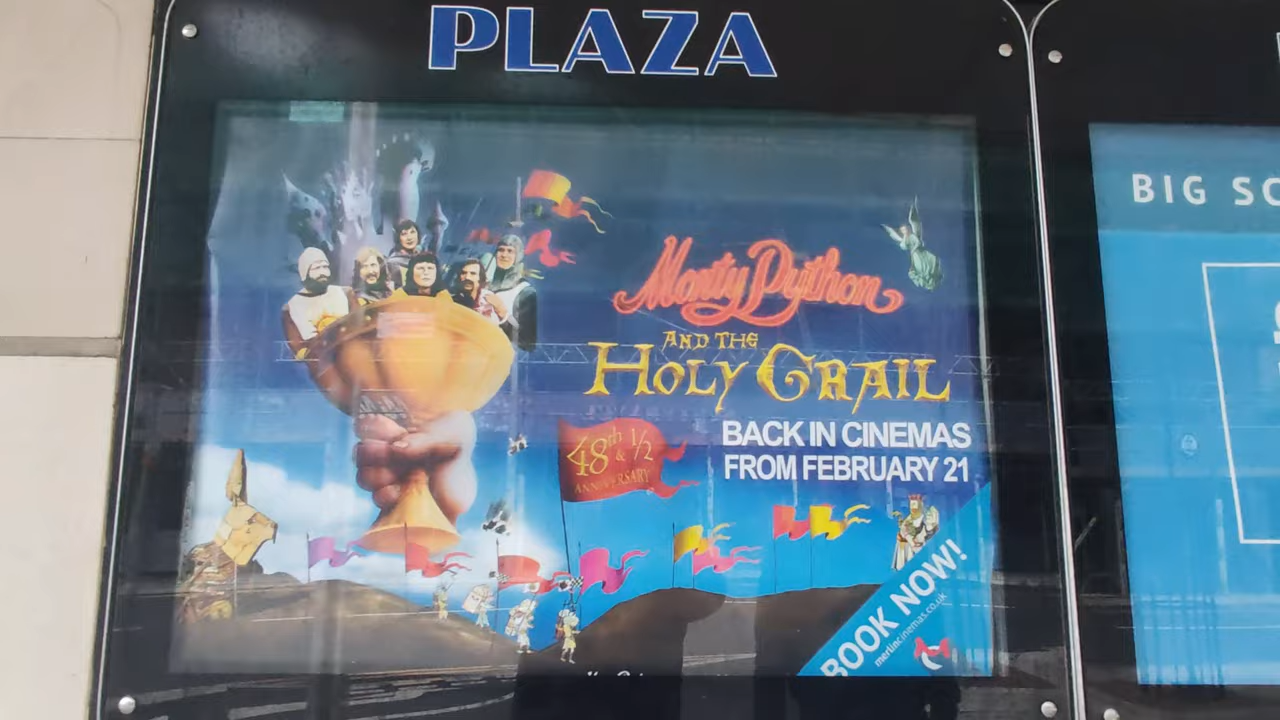 PLAZA
Monty Python
AND THE
HOLY GRAIL
48th & 1/2
ANNIVERSARY
BACK IN CINEMAS
FROM FEBRUARY 21
BOOK NOW!
merlincinemas.co.uk
BIG SC